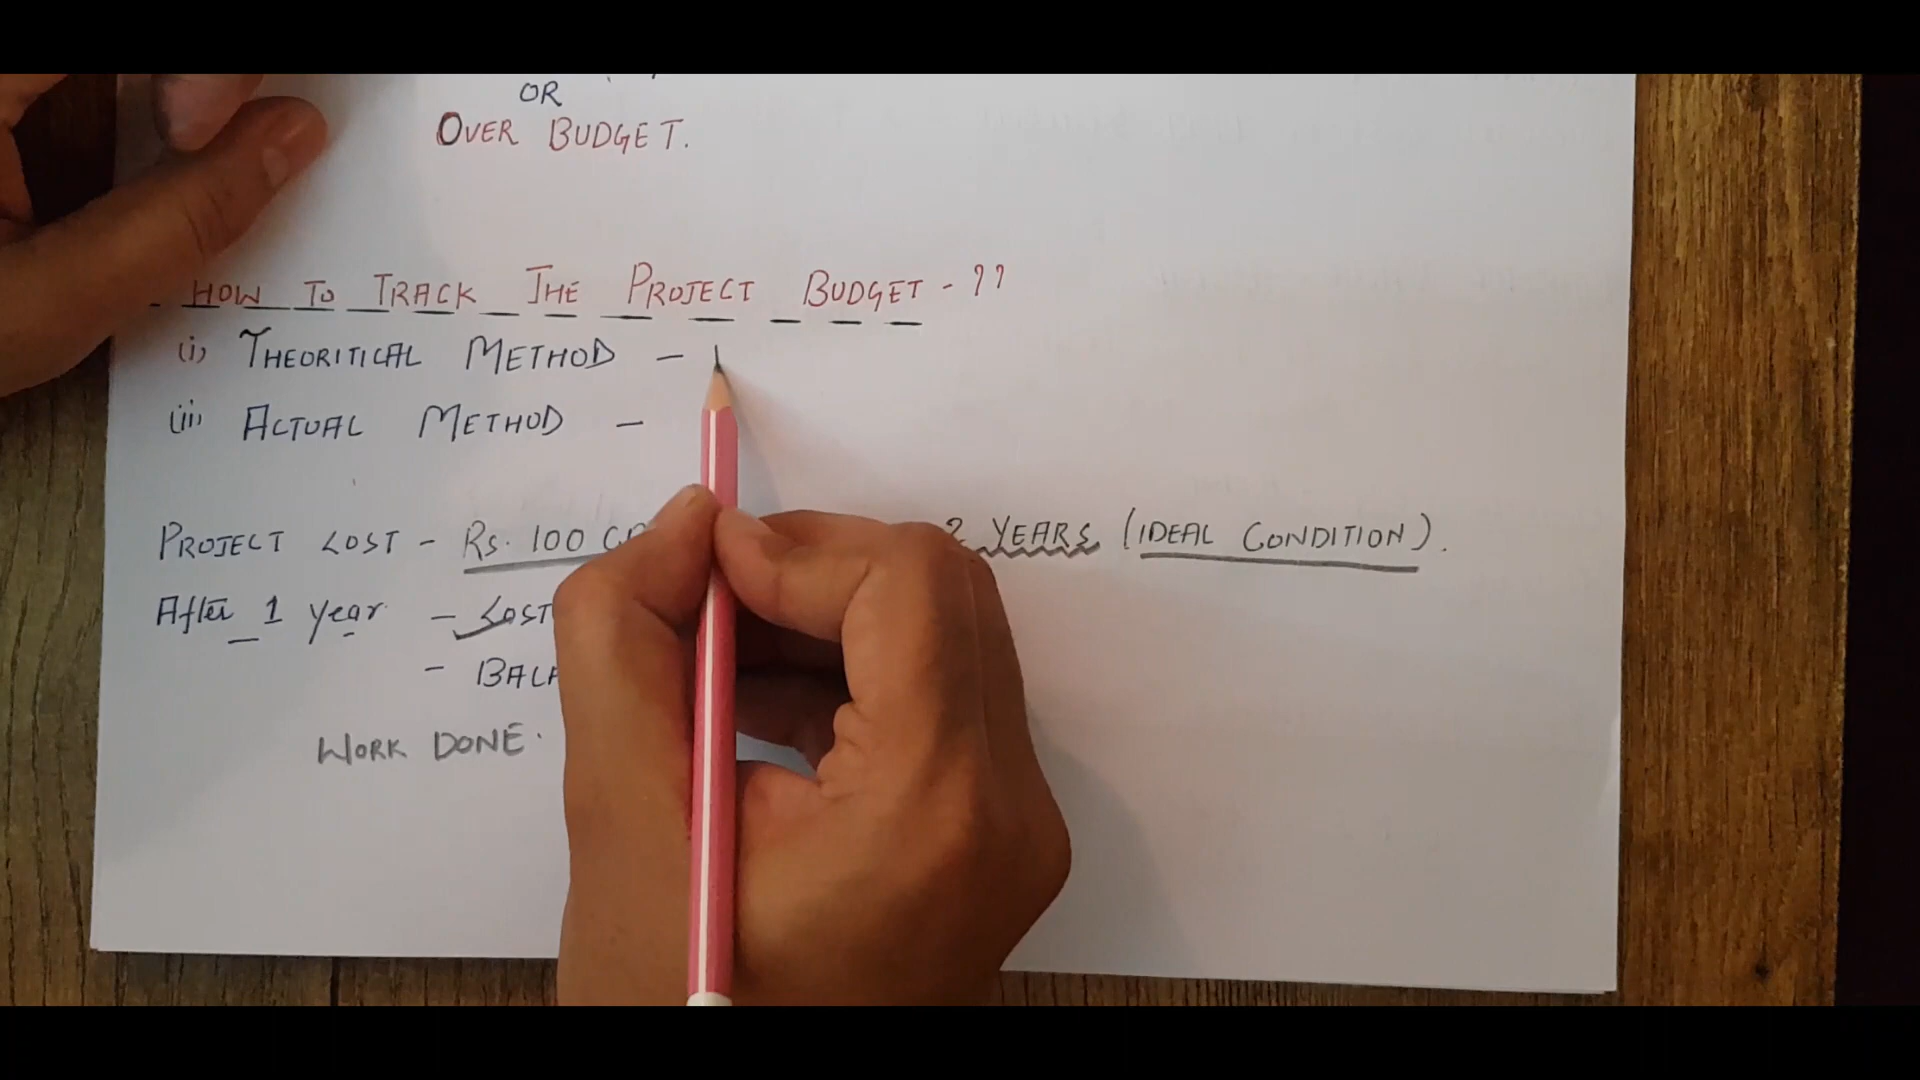 OR
OVER BUDGET.
HOW TO TRACK THE PROJECT BUDGET - ??
(i) THEORITICAL METHOD -
(ii) ACTUAL METHOD -
PROJECT COST - Rs. 100 YEARS (IDEAL CONDITION).
After 1 year - COST
-
WORK DONE.